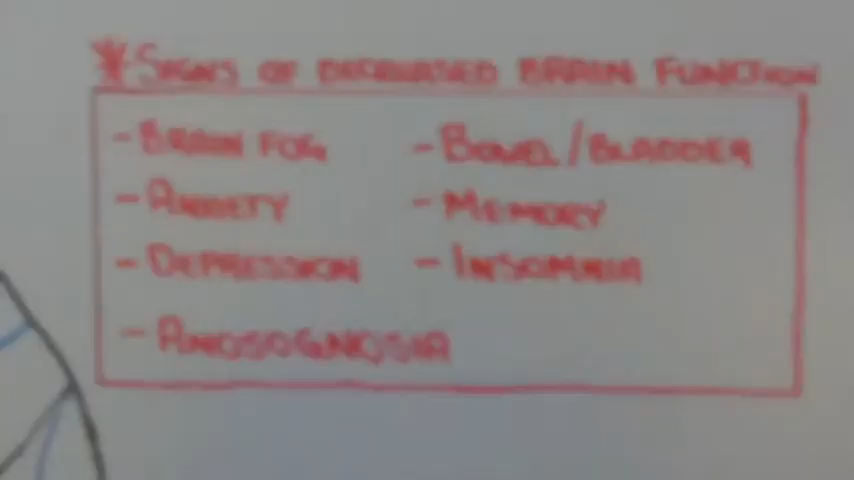 *SIGNS OF DECREASED BRAIN FUNCTION
- BRAIN FOG
- ANXIETY
- DEPRESSION
- ANOSOGNOSIA
- BOWEL/BLADDER
- MEMORY
- INSOMNIA